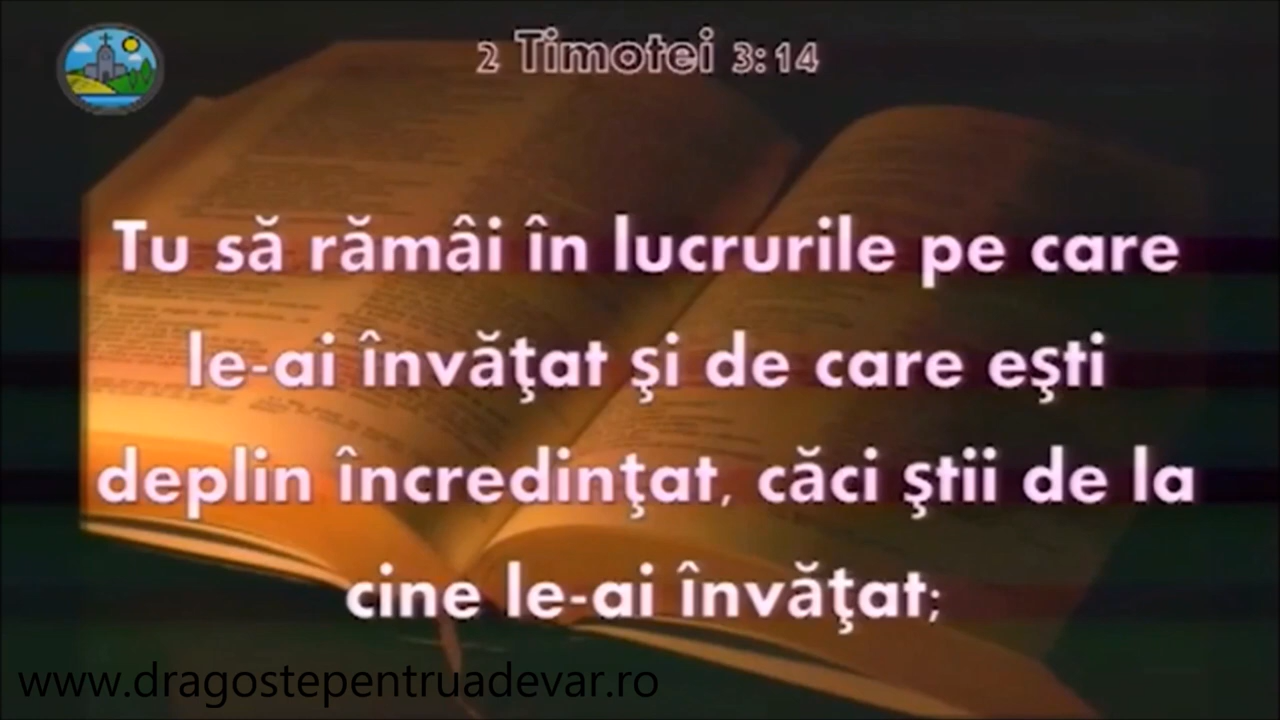 2 Timotei 3:14
Tu să rămâi în lucrurile pe care
le-ai învăţat şi de care eşti
deplin încredinţat, căci ştii de la
cine le-ai învăţat;
www.dragostepentruadevar.ro